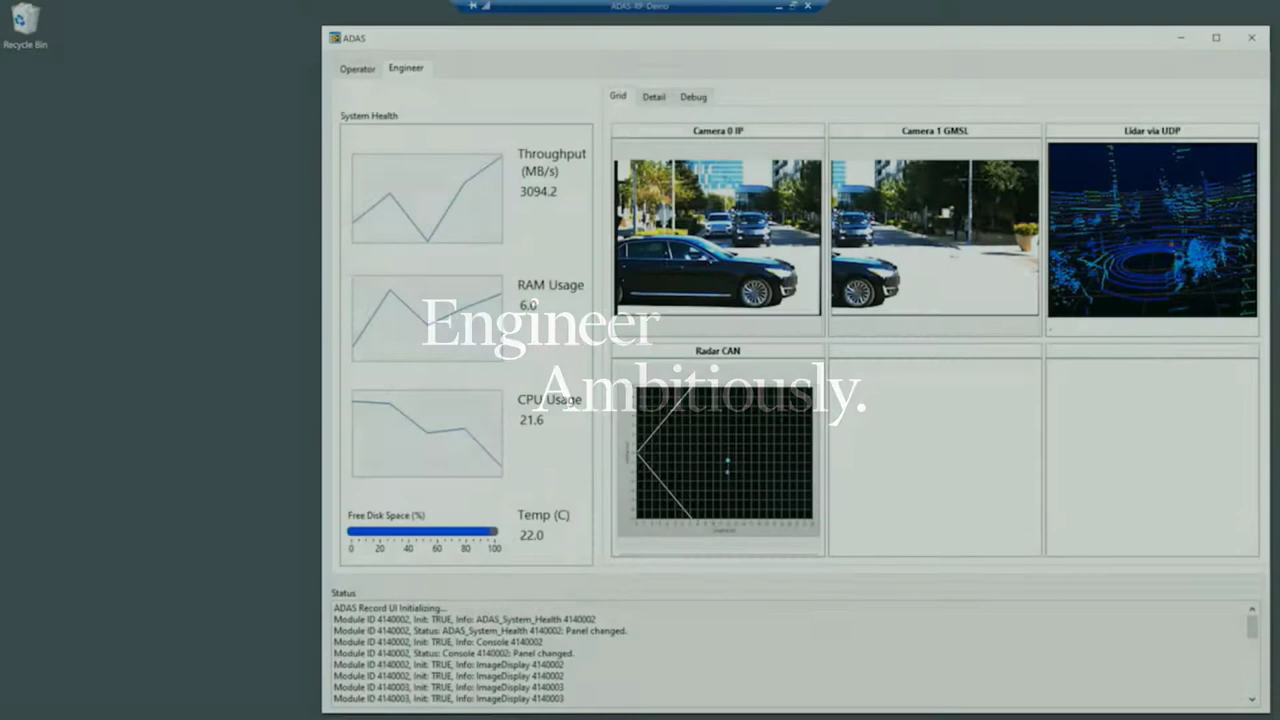 ADAS-RP-Demo
Recycle Bin
ADAS
Operator Engineer
Grid Detail Debug
System Health
Throughput
(MB/s)
3094.2
RAM Usage
6.0
CPU Usage
21.6
Free Disk Space (%)
0 20 40 60 80 100
Temp (C)
22.0
Camera 0 IP
Camera 1 GMSL
Lidar via UDP
Radar CAN
Engineer
Ambitiously.
Status
ADAS Record UI Initializing...
Module ID 4140002, Init: TRUE, Info: ADAS_System_Health 4140002
Module ID 4140002, Status: ADAS_System_Health 4140002: Panel changed.
Module ID 4140002, Init: TRUE, Info: Console 4140002
Module ID 4140002, Status: Console 4140002: Panel changed.
Module ID 4140002, Init: TRUE, Info: ImageDisplay 4140002
Module ID 4140002, Init: TRUE, Info: ImageDisplay 4140002
Module ID 4140003, Init: TRUE, Info: ImageDisplay 4140003
Module ID 4140003, Init: TRUE, Info: ImageDisplay 4140003